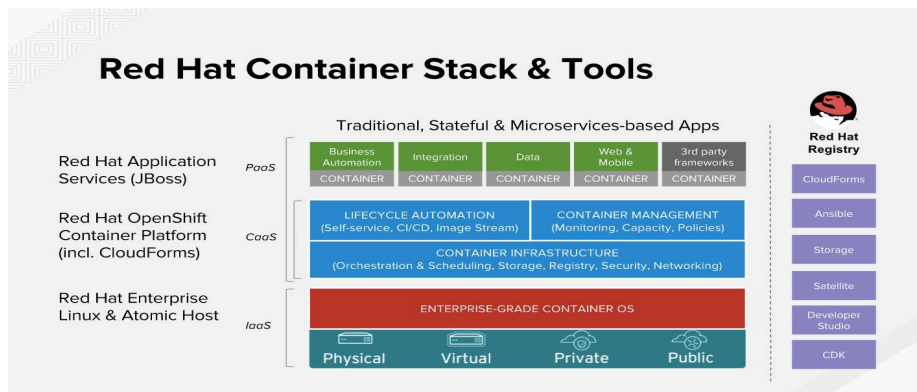 Red Hat Container Stack & Tools
Traditional, Stateful & Microservices-based Apps
Red Hat Application
Services (JBoss)
PaaS
Business
Automation
Integration
Data
Web &
Mobile
3rd party
frameworks
CONTAINER
CONTAINER
CONTAINER
CONTAINER
CONTAINER
Red Hat OpenShift
Container Platform
(incl. CloudForms)
CaaS
LIFECYCLE AUTOMATION
(Self-service, CI/CD, Image Stream)
CONTAINER MANAGEMENT
(Monitoring, Capacity, Policies)
CONTAINER INFRASTRUCTURE
(Orchestration & Scheduling, Storage, Registry, Security, Networking)
Red Hat Enterprise
Linux & Atomic Host
IaaS
ENTERPRISE-GRADE CONTAINER OS
Physical
Virtual
Private
Public
Red Hat
Registry
CloudForms
Ansible
Storage
Satellite
Developer
Studio
CDK